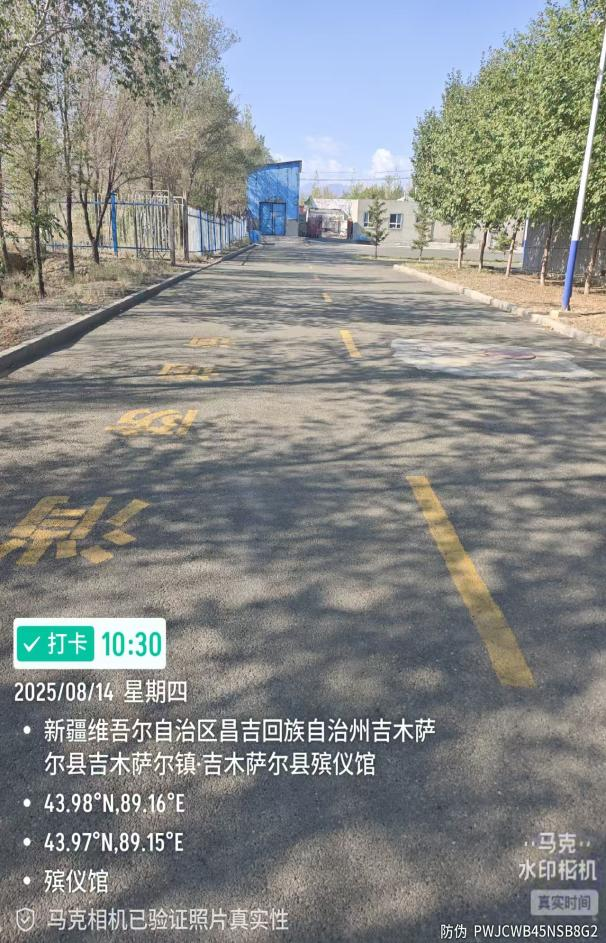 打卡 10:30
2025/08/14 星期四
新疆维吾尔自治区昌吉回族自治州吉木萨
尔县吉木萨尔镇·吉木萨尔县殡仪馆
43.98°N,89.16°E
43.97°N,89.15°E
殡仪馆
马克相机已验证照片真实性
马克
水印相机
真实时间
防伪 PWJCWB45NSB8G2